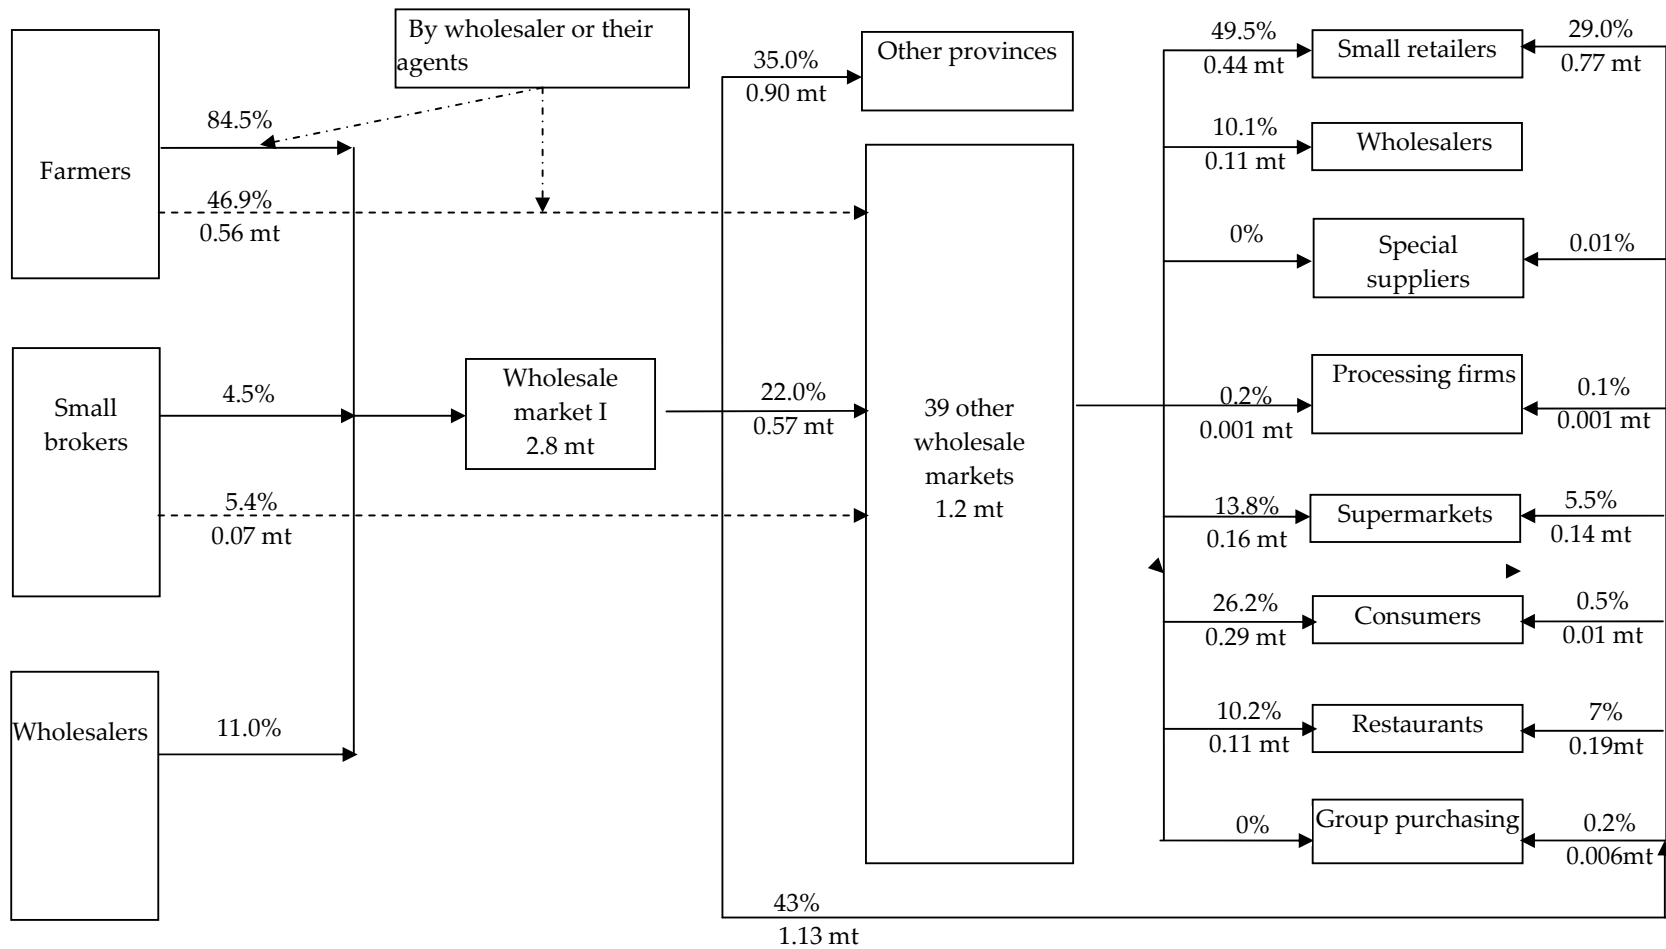 By wholesaler or their
agents
Farmers
84.5%
46.9%
0.56 mt
Small
brokers
4.5%
5.4%
0.07 mt
Wholesalers
11.0%
Wholesale
market I
2.8 mt
35.0%
0.90 mt
22.0%
0.57 mt
43%
1.13 mt
Other provinces
39 other
wholesale
markets
1.2 mt
49.5%
0.44 mt
Small retailers
29.0%
0.77 mt
10.1%
0.11 mt
Wholesalers
0%
Special
suppliers
0.01%
0.2%
0.001 mt
Processing firms
0.1%
0.001 mt
13.8%
0.16 mt
Supermarkets
5.5%
0.14 mt
26.2%
0.29 mt
Consumers
0.5%
0.01 mt
10.2%
0.11 mt
Restaurants
7%
0.19mt
0%
Group purchasing
0.2%
0.006mt